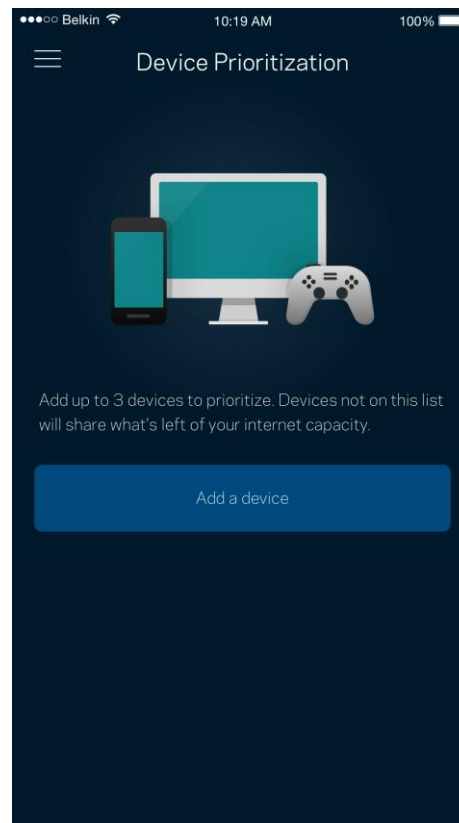 Belkin 10:19 AM 100%
Device Prioritization
Add up to 3 devices to prioritize. Devices not on this list
will share what's left of your internet capacity.
Add a device